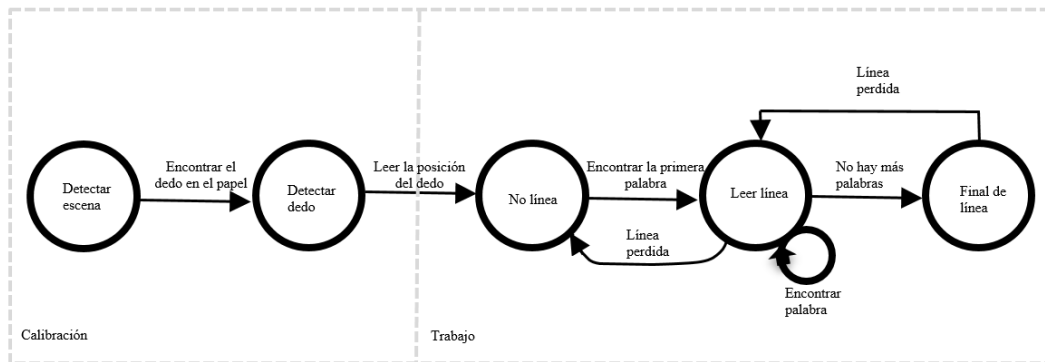 Línea
perdida
Encontrar el
dedo en el papel
Leer la posición
del dedo
Encontrar la primera
palabra
No hay más
palabras
Detectar
escena
Detectar
dedo
No línea
Leer línea
Final de
línea
Línea
perdida
Encontrar
palabra
Calibración
Trabajo